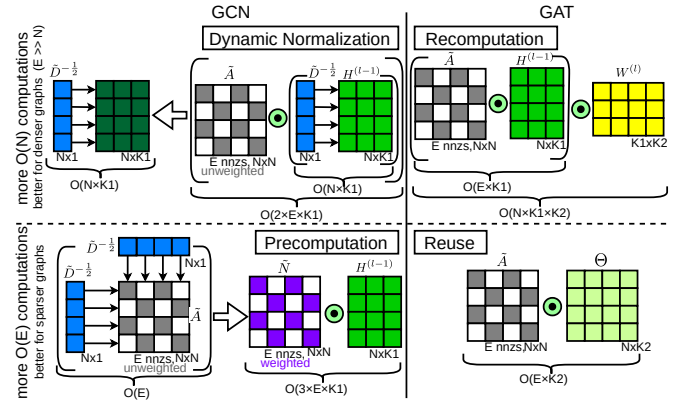 GCN
GAT
more O(N) computations
better for denser graphs (E >> N)
Dynamic Normalization
Recomputation
D̃^{-1/2}
Ã
D̃^{-1/2}
H^{(l−1)}
Ã
H^{(l−1)}
W^{(l)}
Nx1
NxK1
E nnzs,NxN
unweighted
Nx1
NxK1
E nnzs,NxN
NxK1
K1xK2
O(N×K1)
O(N×K1)
O(2×E×K1)
O(E×K1)
O(N×K1×K2)
more O(E) computations
better for sparser graphs
D̃^{-1/2}
Nx1
Precomputation
Reuse
D̃^{-1/2}
Ã
Ñ
H^{(l−1)}
Ã
Θ
Nx1
E nnzs,NxN
unweighted
E nnzs,NxN
weighted
NxK1
E nnzs,NxN
NxK2
O(E)
O(3×E×K1)
O(E×K2)